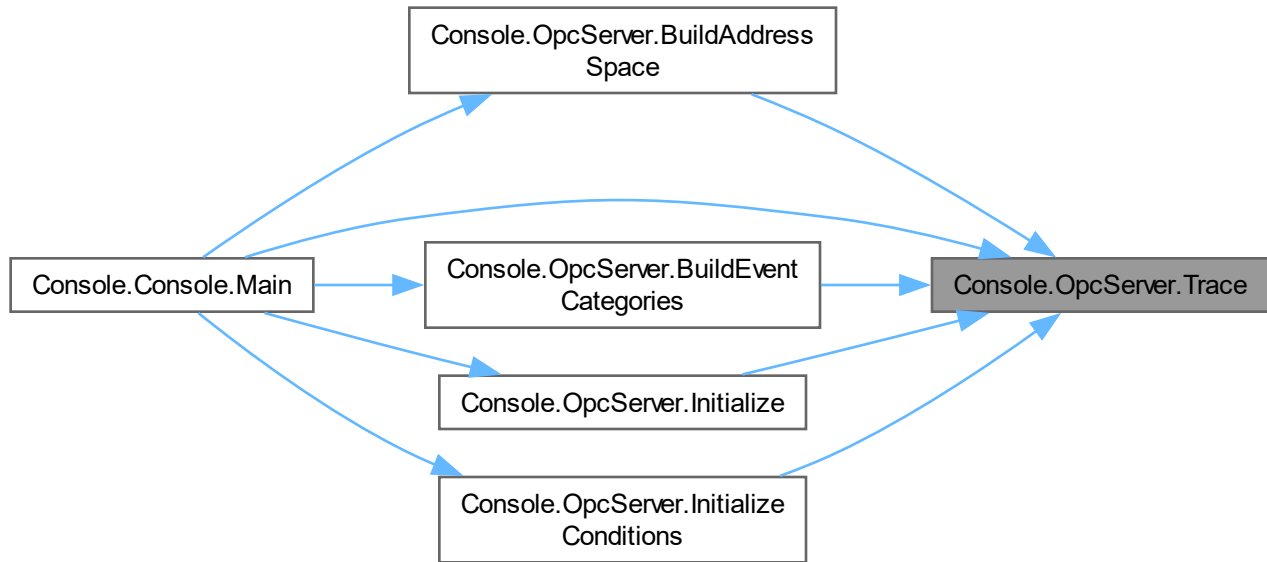 Console.OpcServer.BuildAddress
Space
Console.Console.Main
Console.OpcServer.BuildEvent
Categories
Console.OpcServer.Trace
Console.OpcServer.Initialize
Console.OpcServer.Initialize
Conditions